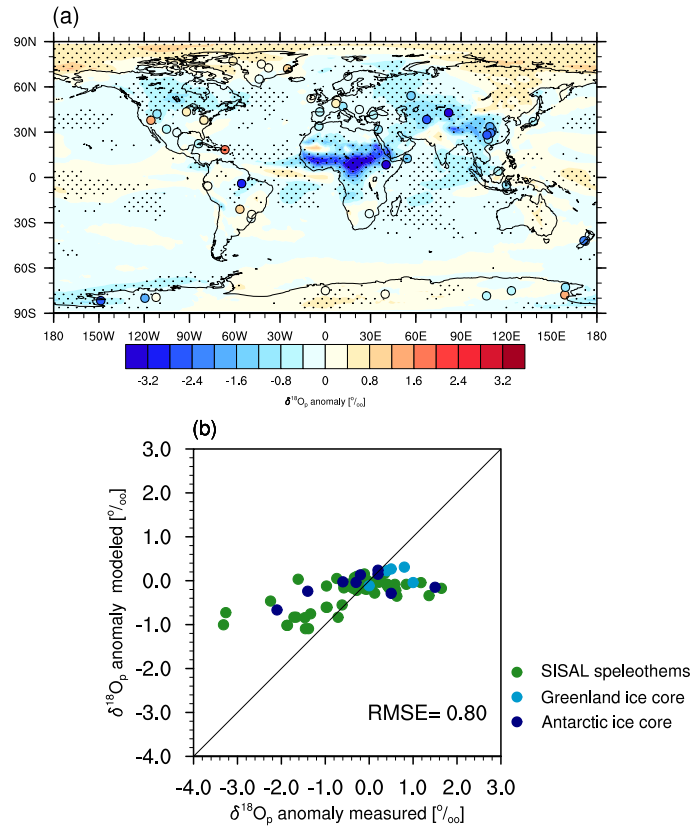 (a)
90N
60N
30N
0
30S
60S
90S
180 150W 120W 90W 60W 30W 0 30E 60E 90E 120E 150E 180
-3.2 -2.4 -1.6 -0.8 0 0.8 1.6 2.4 3.2
δ¹⁸Oₚ anomaly [°/ₒₒ]
(b)
3.0
2.0
1.0
0.0
-1.0
-2.0
-3.0
-4.0
δ¹⁸Oₚ anomaly modeled [°/ₒₒ]
RMSE= 0.80
-4.0 -3.0 -2.0 -1.0 0.0 1.0 2.0 3.0
δ¹⁸Oₚ anomaly measured [°/ₒₒ]
SISAL speleothems
Greenland ice core
Antarctic ice core